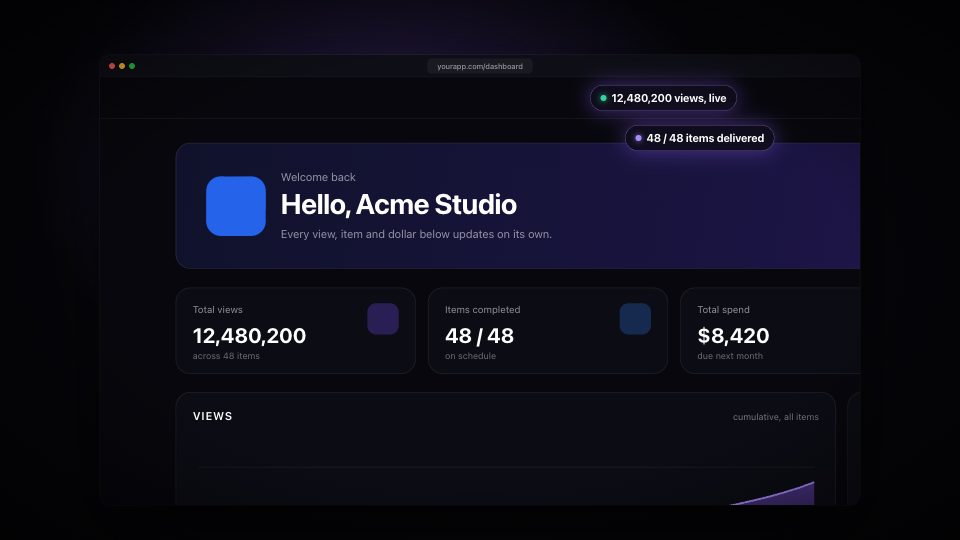 yourapp.com/dashboard
12,480,200 views, live
48 / 48 items delivered
Welcome back
Hello, Acme Studio
Every view, item and dollar below updates on its own.
Total views
12,480,200
across 48 items
Items completed
48 / 48
on schedule
Total spend
$8,420
due next month
VIEWS
cumulative, all items